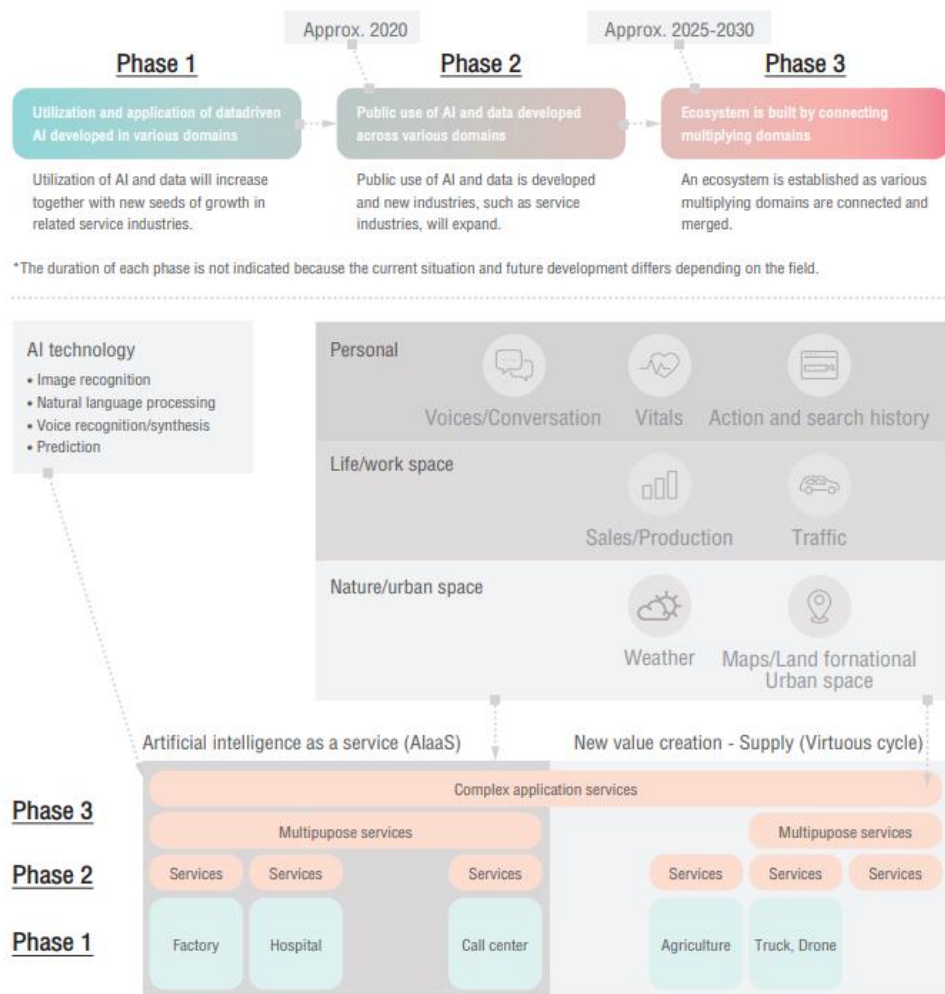 Approx. 2020
Approx. 2025-2030
Phase 1
Phase 2
Phase 3
Utilization and application of datadriven
AI developed in various domains
Public use of AI and data developed
across various domains
Ecosystem is built by connecting
multiplying domains
Utilization of AI and data will increase
together with new seeds of growth in
related service industries.
Public use of AI and data is developed
and new industries, such as service
industries, will expand.
An ecosystem is established as various
multiplying domains are connected and
merged.
*The duration of each phase is not indicated because the current situation and future development differs depending on the field.
AI technology
• Image recognition
• Natural language processing
• Voice recognition/synthesis
• Prediction
Personal
Voices/Conversation
Vitals
Action and search history
Life/work space
Sales/Production
Traffic
Nature/urban space
Weather
Maps/Land fornational
Urban space
Artificial intelligence as a service (AIaaS)
New value creation - Supply (Virtuous cycle)
Phase 3
Complex application services
Multipupose services
Multipupose services
Phase 2
Services
Services
Services
Services
Services
Services
Phase 1
Factory
Hospital
Call center
Agriculture
Truck, Drone